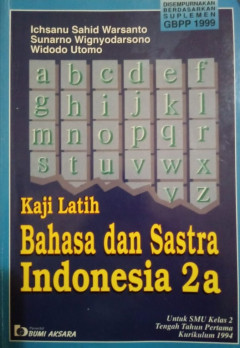 DISEMPURNAKAN
BERDASARKAN
SUPLEMEN
GBPP 1999
Ichsanu Sahid Warsanto
Sunarno Wignyodarsono
Widodo Utomo
a b c d e f
g h i j k l
m n o p q r
s t u v w x
y z
Kaji Latih
Bahasa dan Sastra
Indonesia 2a
Untuk SMU Kelas 2
Tengah Tahun Pertama
Kurikulum 1994
Penerbit
BUMI AKSARA